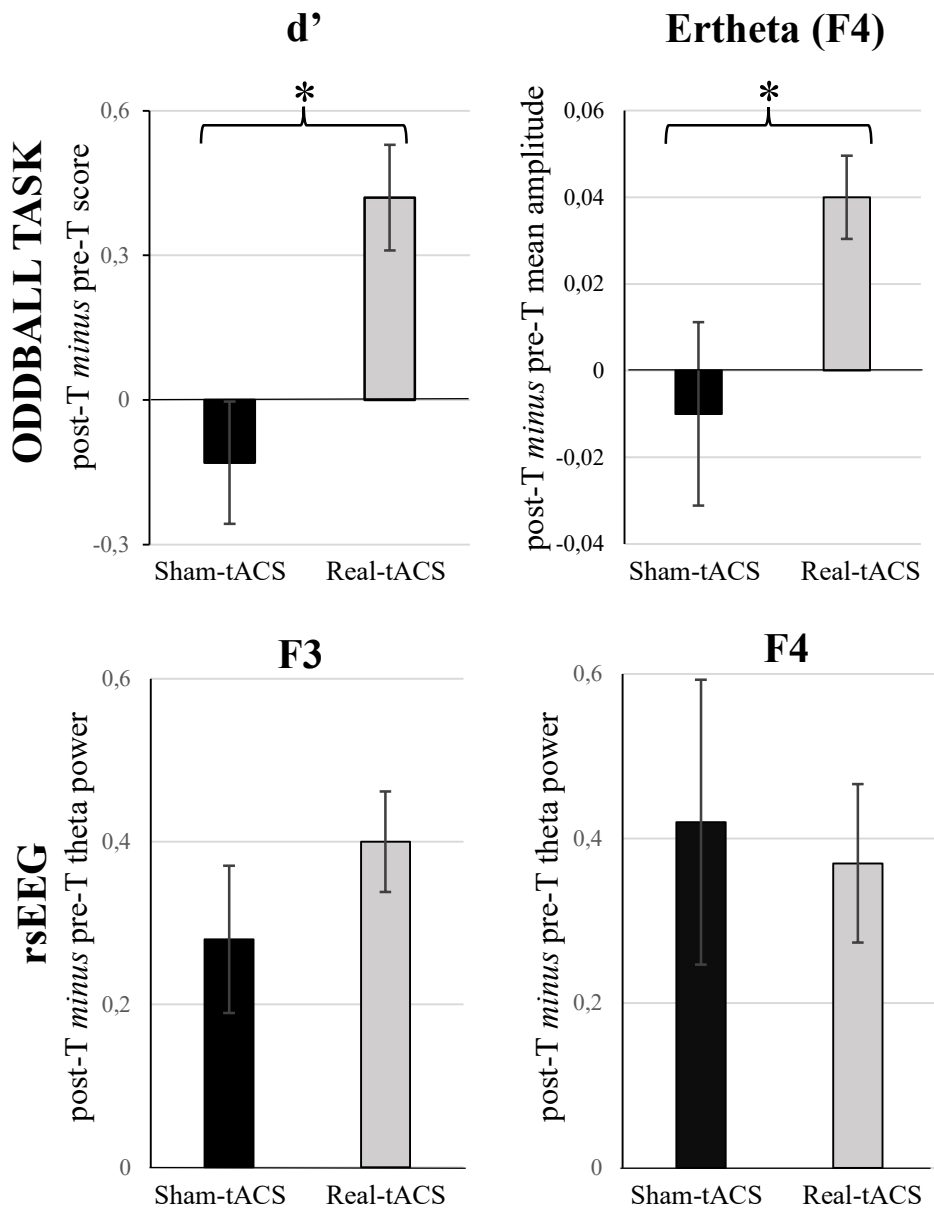 d’
Ertheta (F4)
ODDBALL TASK
post-T minus pre-T score
0,6
0,3
0
-0,3
*
Sham-tACS
Real-tACS
post-T minus pre-T mean amplitude
0,06
0,04
0,02
0
-0,02
-0,04
*
Sham-tACS
Real-tACS
rsEEG
F3
post-T minus pre-T theta power
0,6
0,4
0,2
0
Sham-tACS
Real-tACS
F4
post-T minus pre-T theta power
0,6
0,4
0,2
0
Sham-tACS
Real-tACS